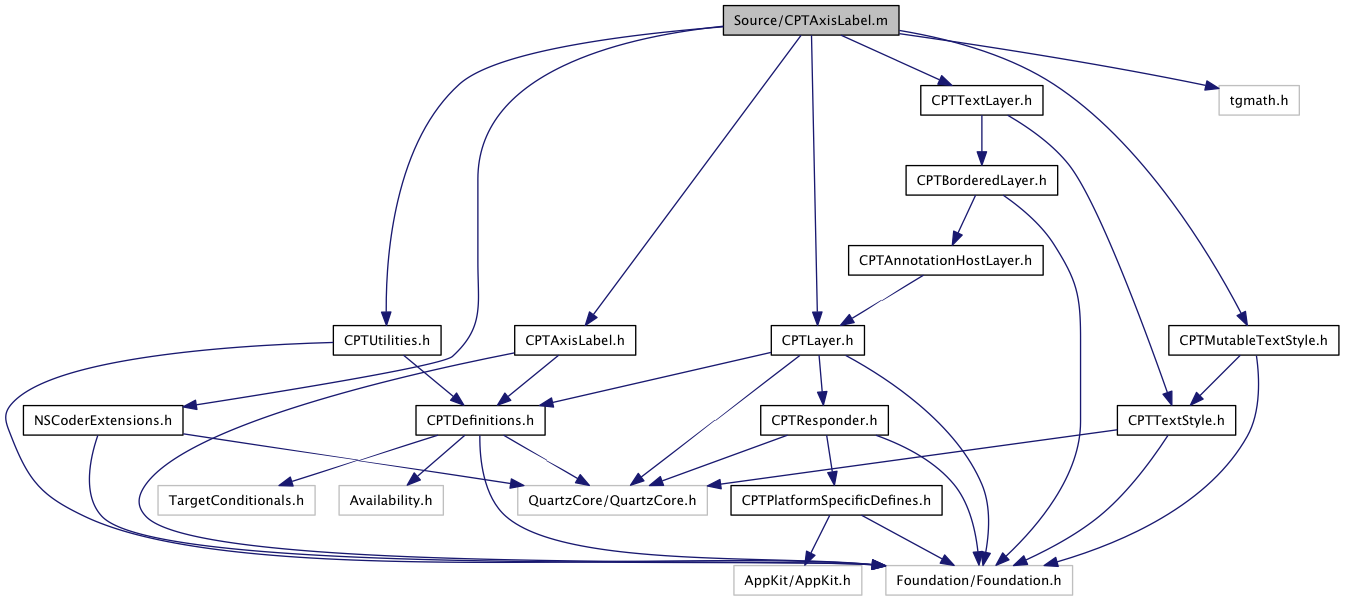 Source/CPTAxisLabel.m
CPTTextLayer.h
tgmath.h
CPTBorderedLayer.h
CPTAnnotationHostLayer.h
CPTUtilities.h
CPTAxisLabel.h
CPTLayer.h
CPTMutableTextStyle.h
NSCoderExtensions.h
CPTDefinitions.h
CPTResponder.h
CPTTextStyle.h
TargetConditionals.h
Availability.h
QuartzCore/QuartzCore.h
CPTPlatformSpecificDefines.h
AppKit/AppKit.h
Foundation/Foundation.h